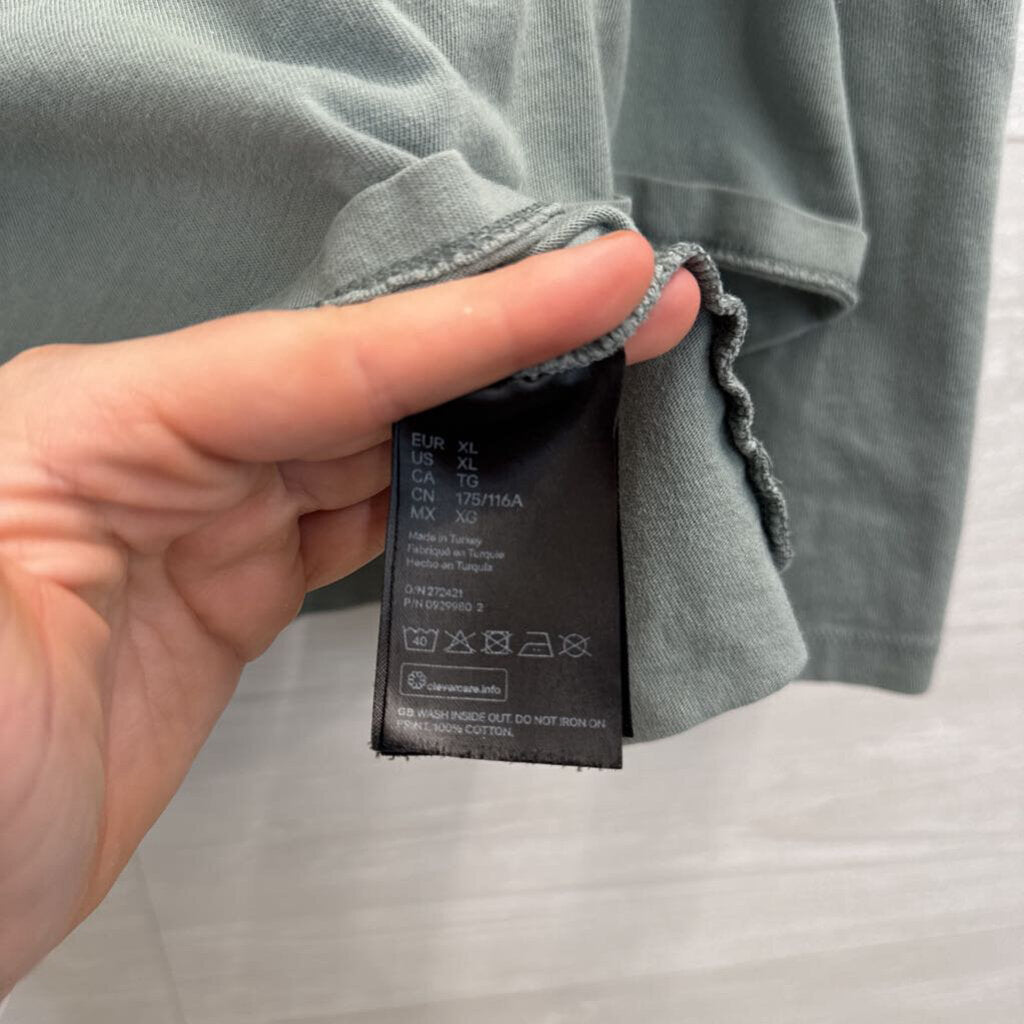 EUR XL
US XL
CA TG
CN 175/116A
MX XG
Made in Turkey
Fabriqué en Turquie
Hecho en Turquía
O/N 272421
P/N 0929980 2
40
clevercare.info
GB WASH INSIDE OUT. DO NOT IRON ON
PRINT. 100% COTTON.